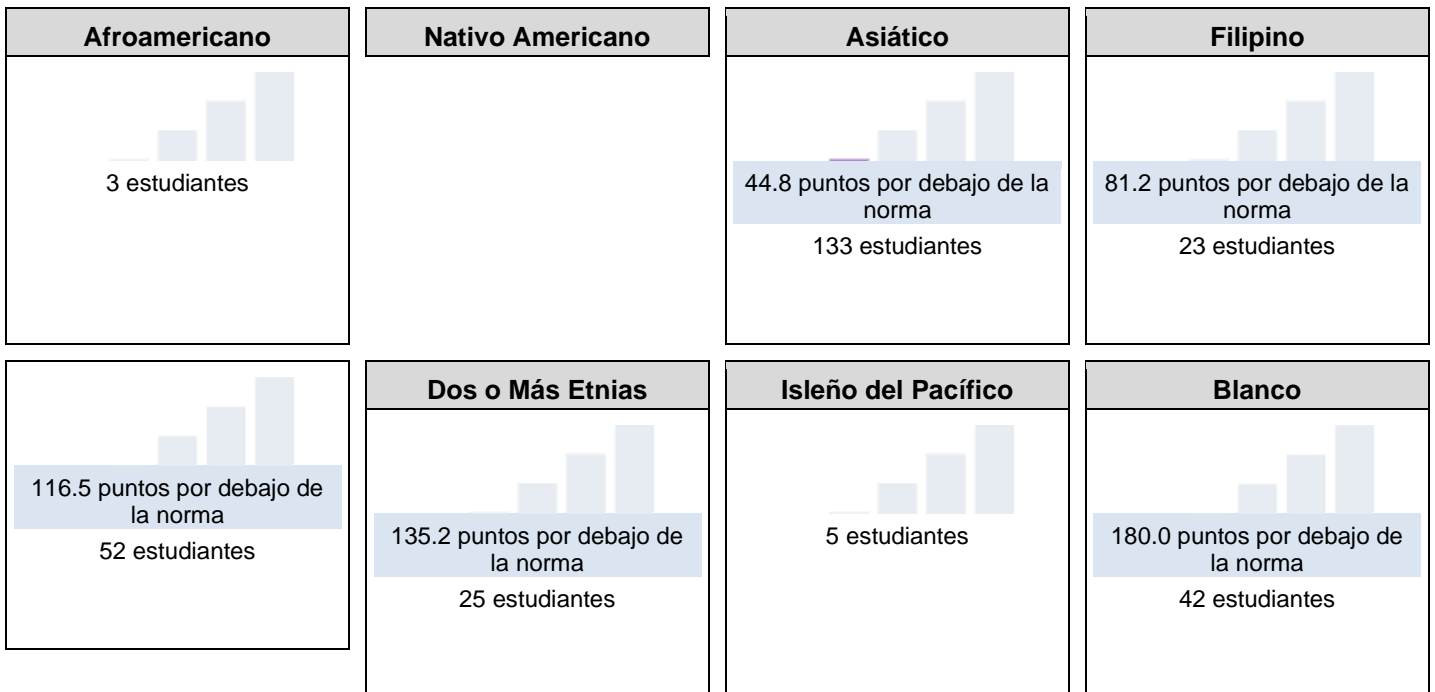 Afroamericano
3 estudiantes
Nativo Americano
Asiático
44.8 puntos por debajo de la
norma
133 estudiantes
Filipino
81.2 puntos por debajo de la
norma
23 estudiantes
116.5 puntos por debajo de
la norma
52 estudiantes
Dos o Más Etnias
135.2 puntos por debajo de
la norma
25 estudiantes
Isleño del Pacífico
5 estudiantes
Blanco
180.0 puntos por debajo de
la norma
42 estudiantes